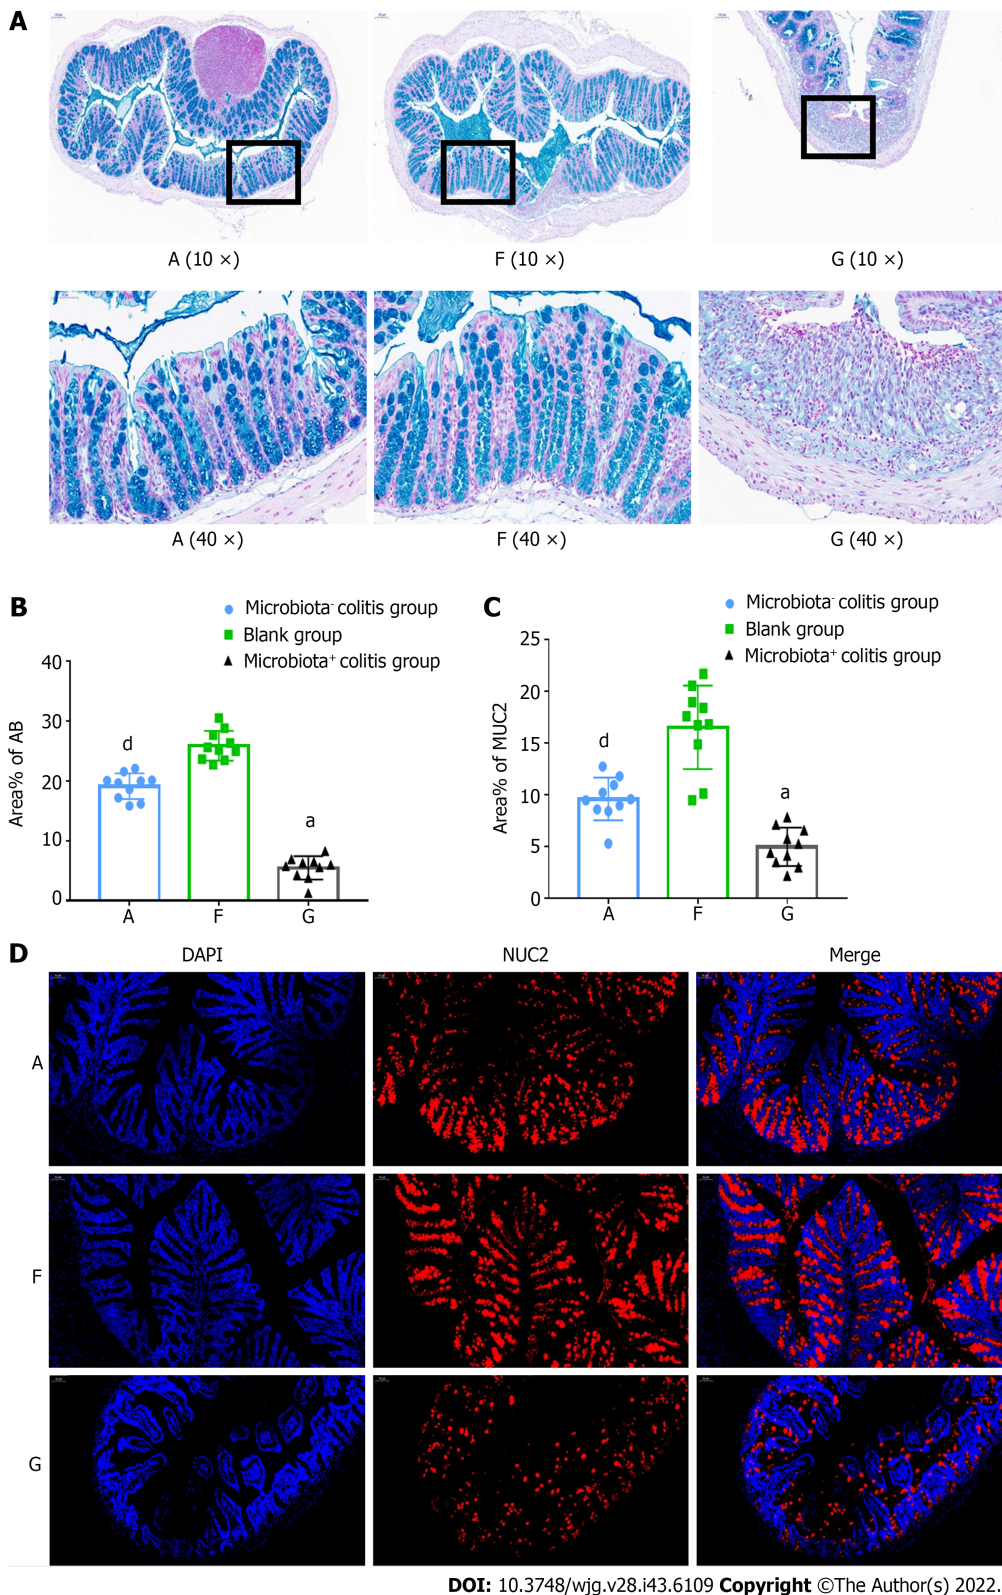 A
A (10 ×)
F (10 ×)
G (10 ×)
A (40 ×)
F (40 ×)
G (40 ×)
B
Microbiota- colitis group
Blank group
Microbiota+ colitis group
Area% of AB
40
30
20
10
0
d
a
A
F
G
C
Microbiota- colitis group
Blank group
Microbiota+ colitis group
Area% of MUC2
25
20
15
10
5
0
d
a
A
F
G
D
DAPI
NUC2
Merge
A
F
G
DOI: 10.3748/wjg.v28.i43.6109 Copyright ©The Author(s) 2022.